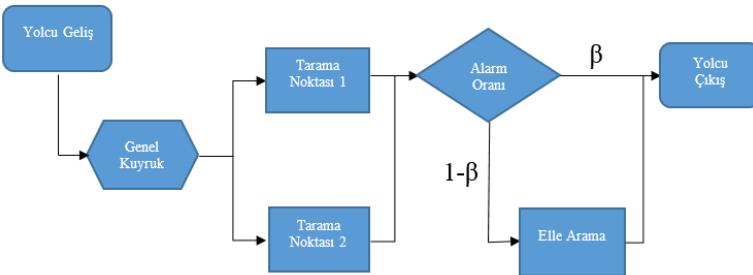 Yolcu Geliş
Genel
Kuyruk
Tarama
Noktası 1
Tarama
Noktası 2
Alarm
Oranı
β
1-β
Elle Arama
Yolcu
Çıkış